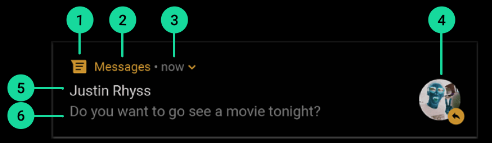 1 2 3 4
Messages • now
5 Justin Rhyss
6 Do you want to go see a movie tonight?